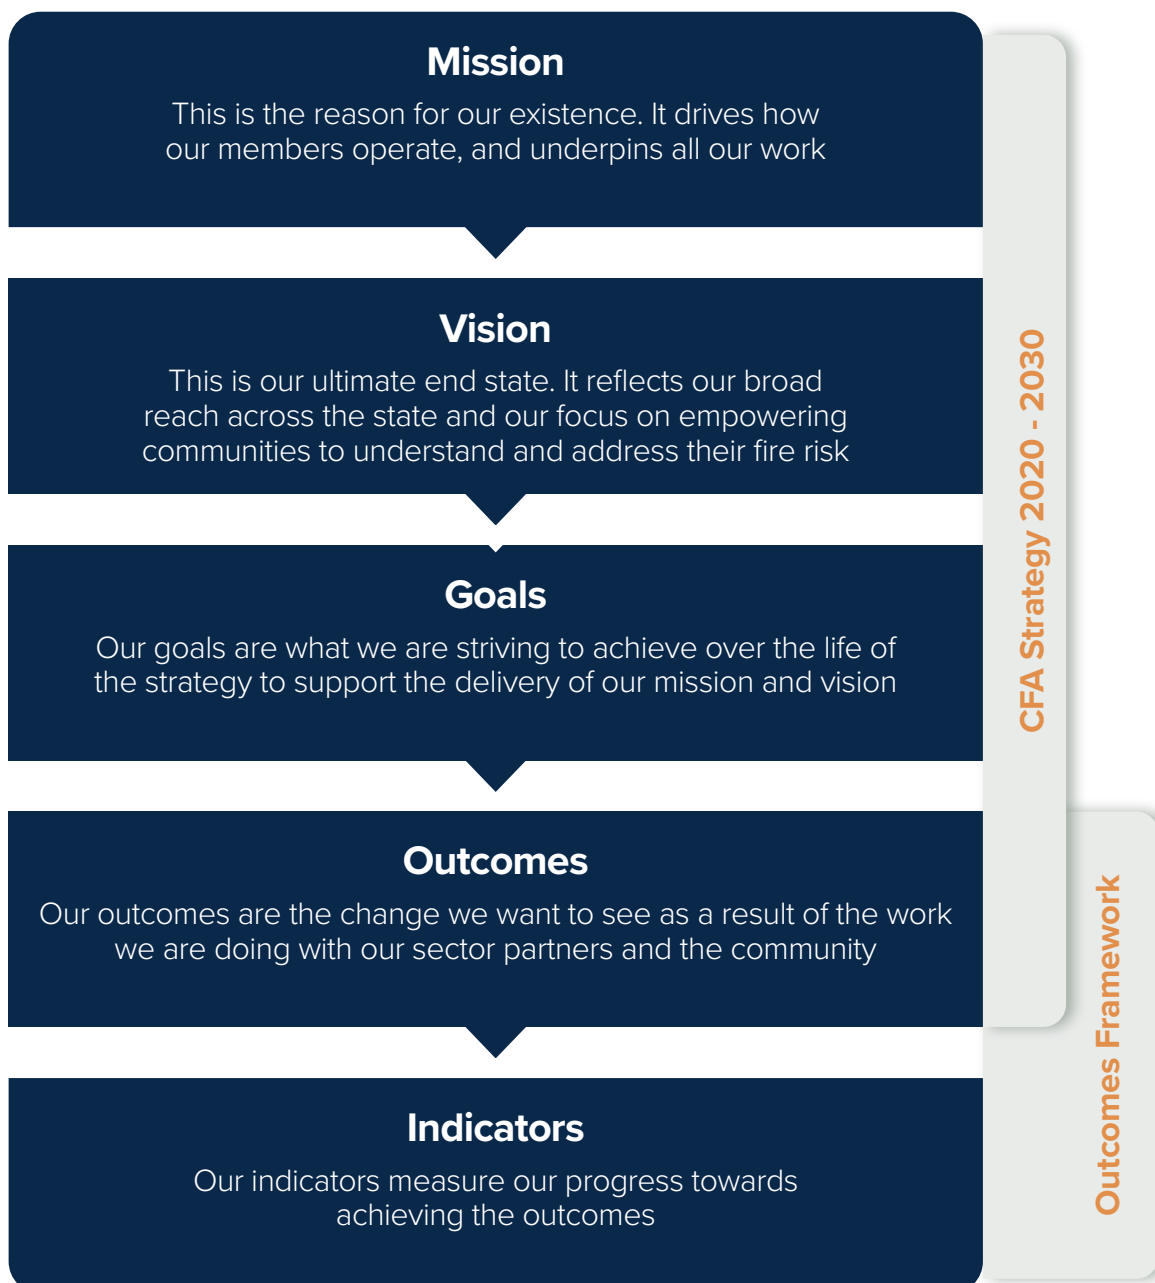 Mission
This is the reason for our existence. It drives how
our members operate, and underpins all our work
Vision
This is our ultimate end state. It reflects our broad
reach across the state and our focus on empowering
communities to understand and address their fire risk
Goals
Our goals are what we are striving to achieve over the life of
the strategy to support the delivery of our mission and vision
Outcomes
Our outcomes are the change we want to see as a result of the work
we are doing with our sector partners and the community
Indicators
Our indicators measure our progress towards
achieving the outcomes
CFA Strategy 2020 - 2030
Outcomes Framework